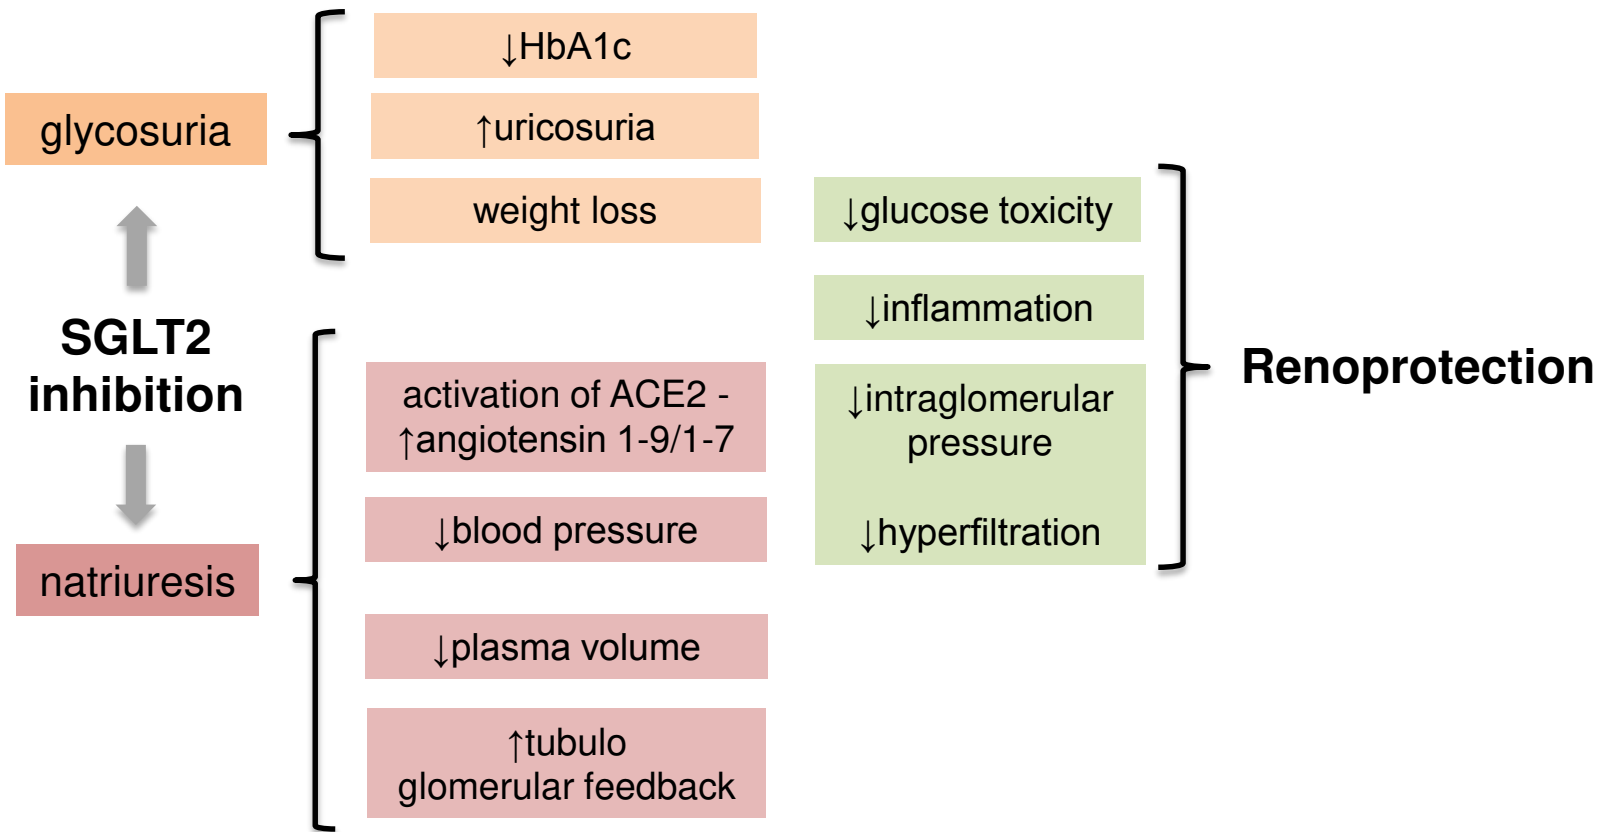 glycosuria
SGLT2
inhibition
natriuresis
↓HbA1c
↑uricosuria
weight loss
activation of ACE2 -
↑angiotensin 1-9/1-7
↓blood pressure
↓plasma volume
↑tubulo
glomerular feedback
↓glucose toxicity
↓inflammation
↓intraglomerular
pressure
↓hyperfiltration
Renoprotection